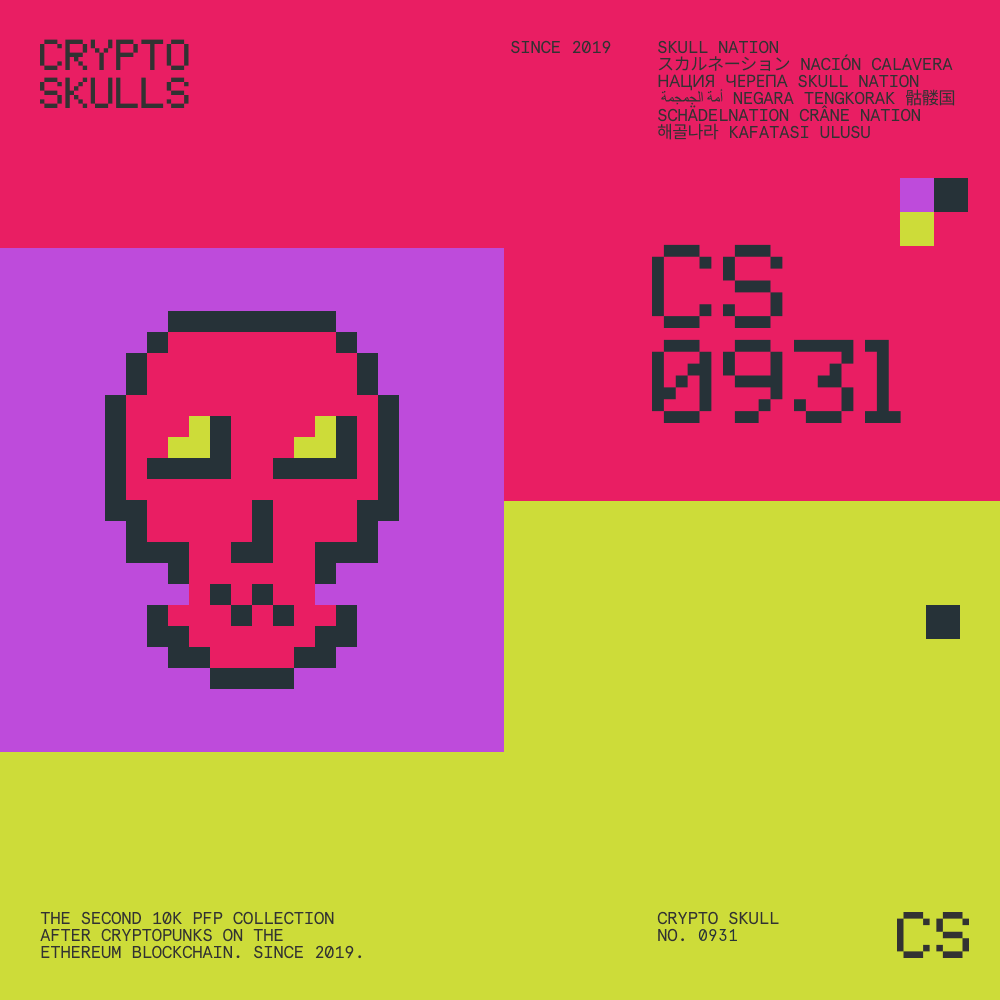 CRYPTO
SKULLS
SINCE 2019
SKULL NATION
スカルネーション NACIÓN CALAVERA
НАЦИЯ ЧЕРЕПА SKULL NATION
أمة الجمجمة NEGARA TENGKORAK 骷髅国
SCHÄDELNATION CRÂNE NATION
해골나라 KAFATASI ULUSU
CS
0931
THE SECOND 10K PFP COLLECTION
AFTER CRYPTOPUNKS ON THE
ETHEREUM BLOCKCHAIN. SINCE 2019.
CRYPTO SKULL
NO. 0931
CS